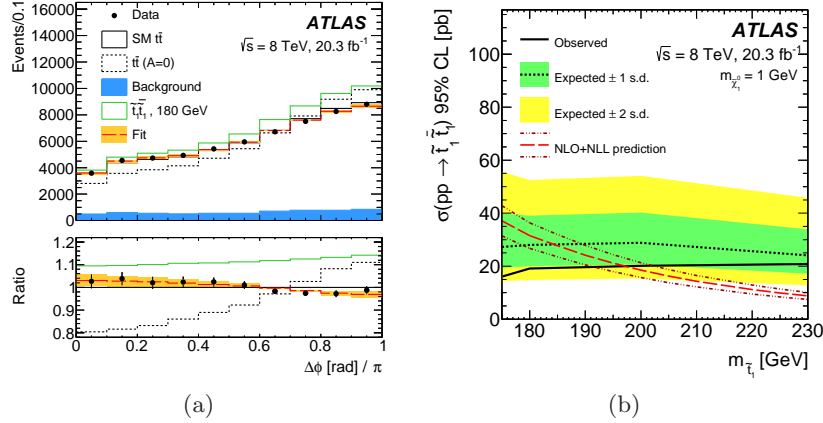 Events/0.1
16000
14000
12000
10000
8000
6000
4000
2000
0
Data
SM tt̄
tt̄ (A=0)
Background
t̃₁t̃̄₁ , 180 GeV
Fit
ATLAS
√s = 8 TeV, 20.3 fb⁻¹
Ratio
1.2
1.1
1.0
0.9
0.8
0 0.2 0.4 0.6 0.8 1
Δϕ [rad] / π
(a)
σ(pp → t̃₁ t̃̄₁) 95% CL [pb]
100
80
60
40
20
0
Observed
Expected ± 1 s.d.
Expected ± 2 s.d.
NLO+NLL prediction
ATLAS
√s = 8 TeV, 20.3 fb⁻¹
m_χ̃₁⁰ = 1 GeV
180 190 200 210 220 230
m_t̃₁ [GeV]
(b)